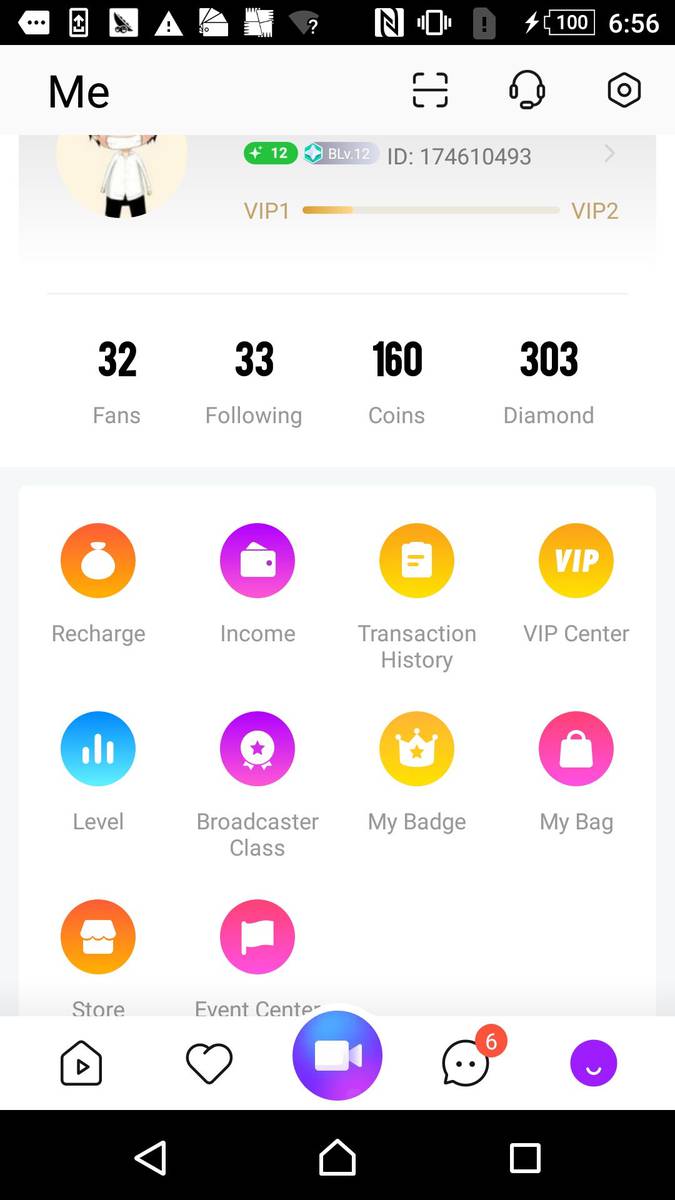 ? 100 6:56
Me
12 BLv.12 ID: 174610493
VIP1 VIP2
32 33 160 303
Fans Following Coins Diamond
VIP
Recharge Income Transaction History VIP Center
Level Broadcaster Class My Badge My Bag
Store Event Center
6